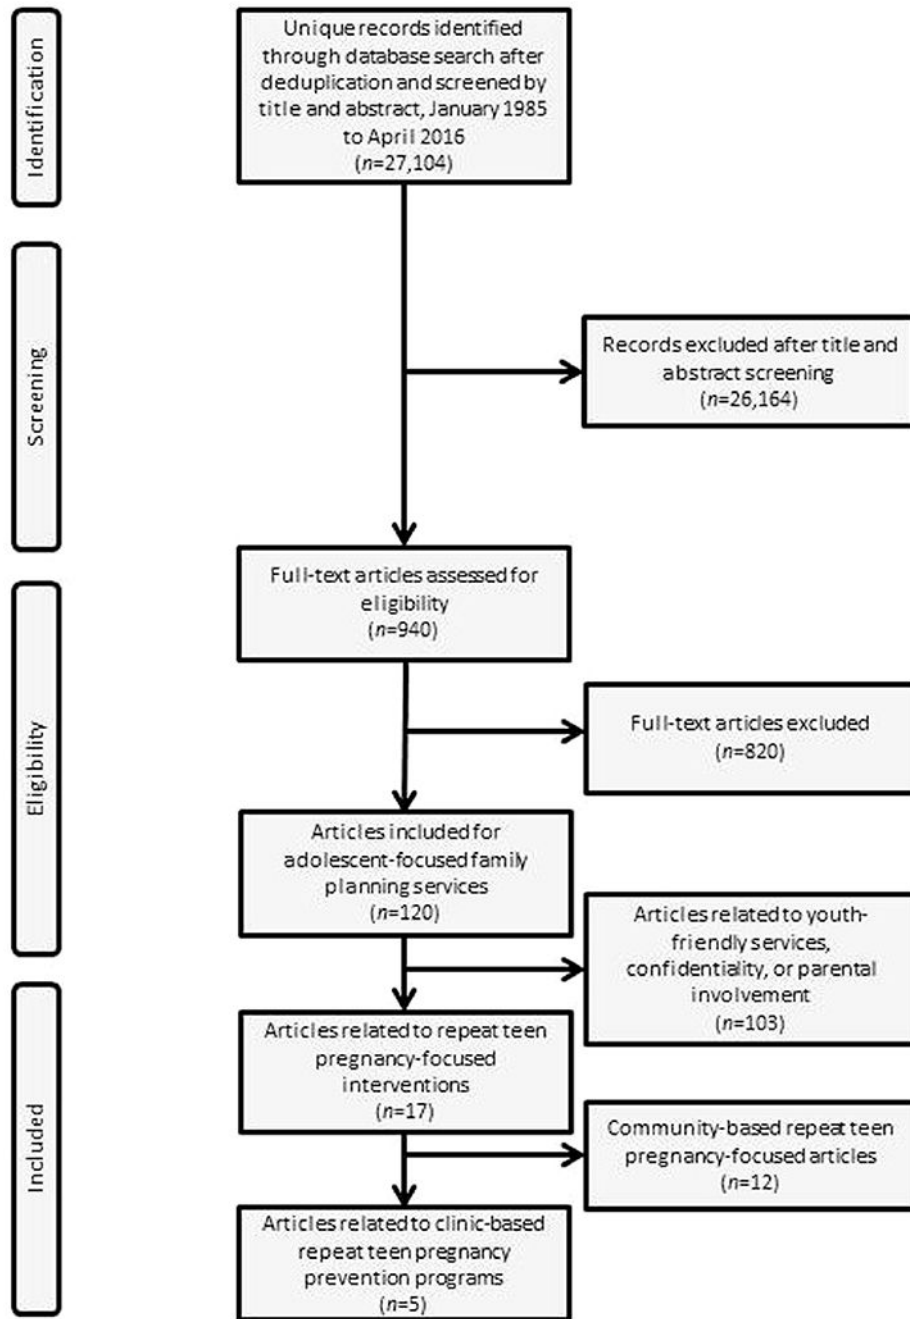 Identification
Unique records identified
through database search after
deduplication and screened by
title and abstract, January 1985
to April 2016
(n=27,104)
Screening
Records excluded after title and
abstract screening
(n=26,164)
Full-text articles assessed for
eligibility
(n=940)
Eligibility
Full-text articles excluded
(n=820)
Articles included for
adolescent-focused family
planning services
(n=120)
Articles related to youth-
friendly services,
confidentiality, or parental
involvement
(n=103)
Included
Articles related to repeat teen
pregnancy-focused
interventions
(n=17)
Community-based repeat teen
pregnancy-focused articles
(n=12)
Articles related to clinic-based
repeat teen pregnancy
prevention programs
(n=5)